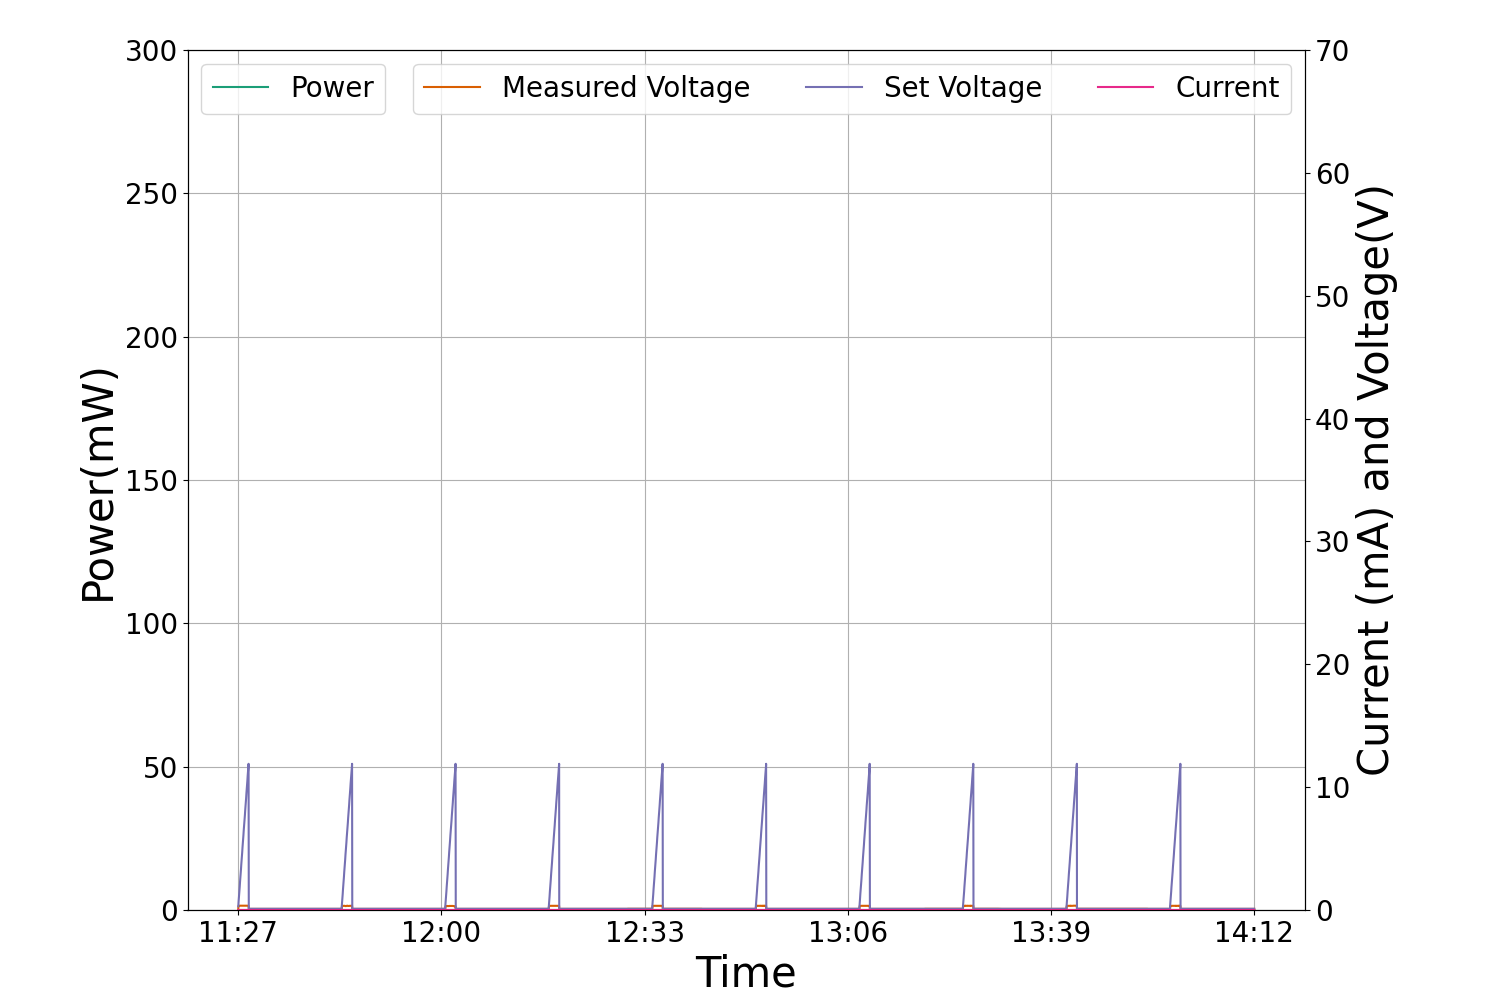 Power
Measured Voltage
Set Voltage
Current
300
250
200
150
100
50
0
Power(mW)
70
60
50
40
30
20
10
0
Current (mA) and Voltage(V)
11:27 12:00 12:33 13:06 13:39 14:12
Time